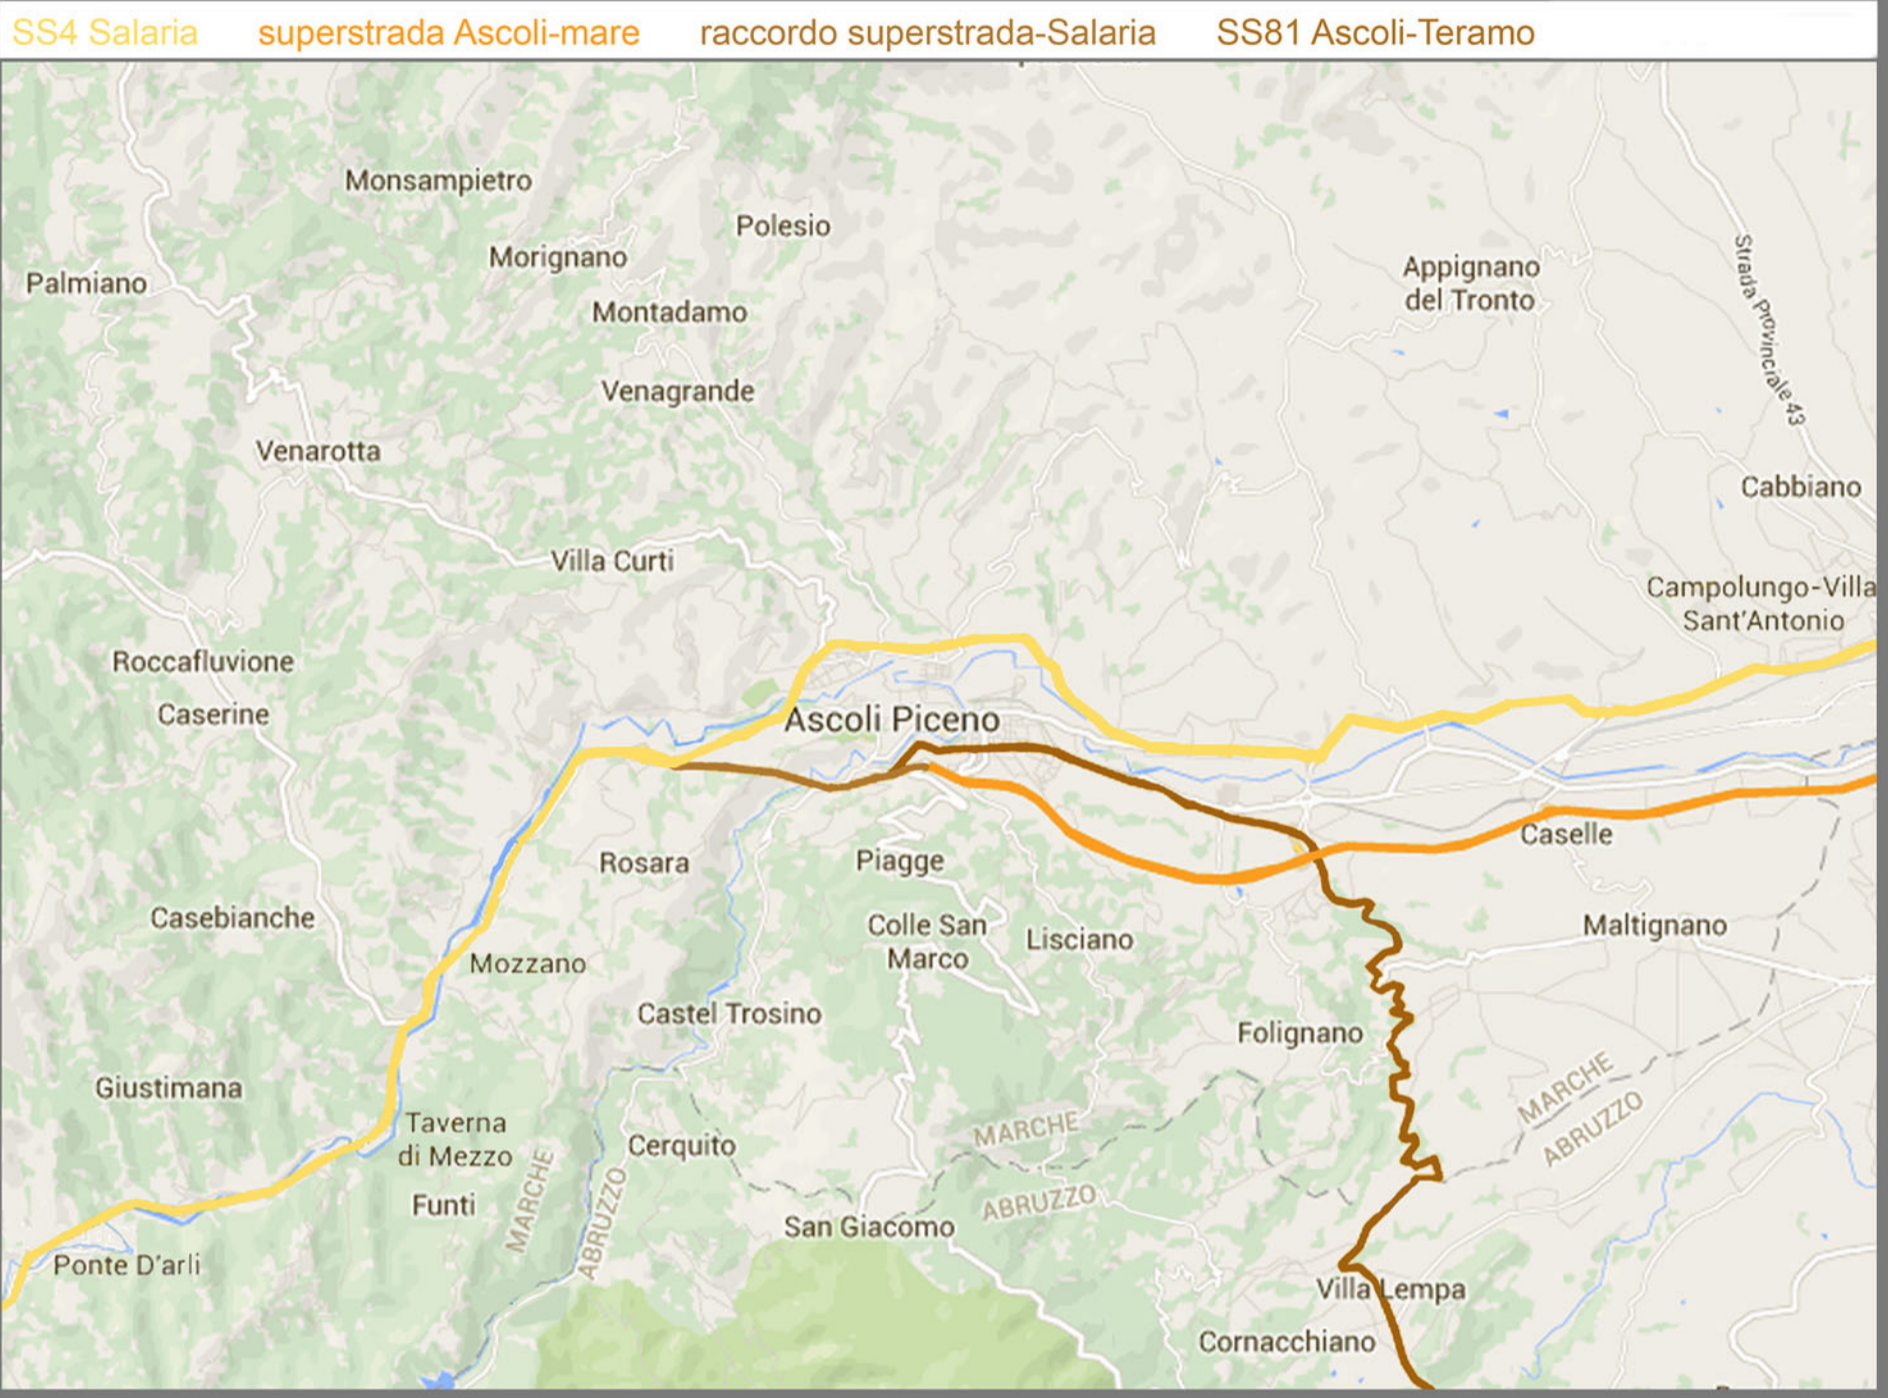 SS4 Salaria superstrada Ascoli-mare raccordo superstrada-Salaria SS81 Ascoli-Teramo
Monsampietro
Polesio
Morignano
Palmiano
Appignano
del Tronto
Montadamo
Strada Provinciale 43
Venagrande
Venarotta
Cabbiano
Villa Curti
Campolungo-Villa
Sant'Antonio
Roccafluvione
Caserine
Ascoli Piceno
Caselle
Rosara
Piagge
Casebianche
Colle San
Marco
Lisciano
Maltignano
Mozzano
Castel Trosino
Folignano
Giustimana
MARCHE
ABRUZZO
Taverna
di Mezzo
MARCHE
ABRUZZO
Cerquito
Funti
MARCHE
ABRUZZO
San Giacomo
Ponte D'arli
Villa Lempa
Cornacchiano